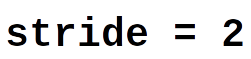 stride = 2